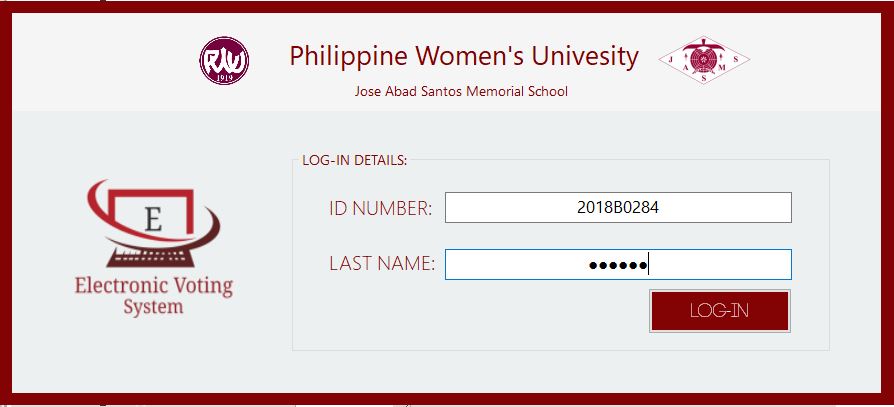 PWU
1919
Philippine Women's Univesity
J S
A S M
S
Jose Abad Santos Memorial School
LOG-IN DETAILS:
ID NUMBER: 2018B0284
LAST NAME: ●●●●●●
LOG-IN
E
Electronic Voting
System